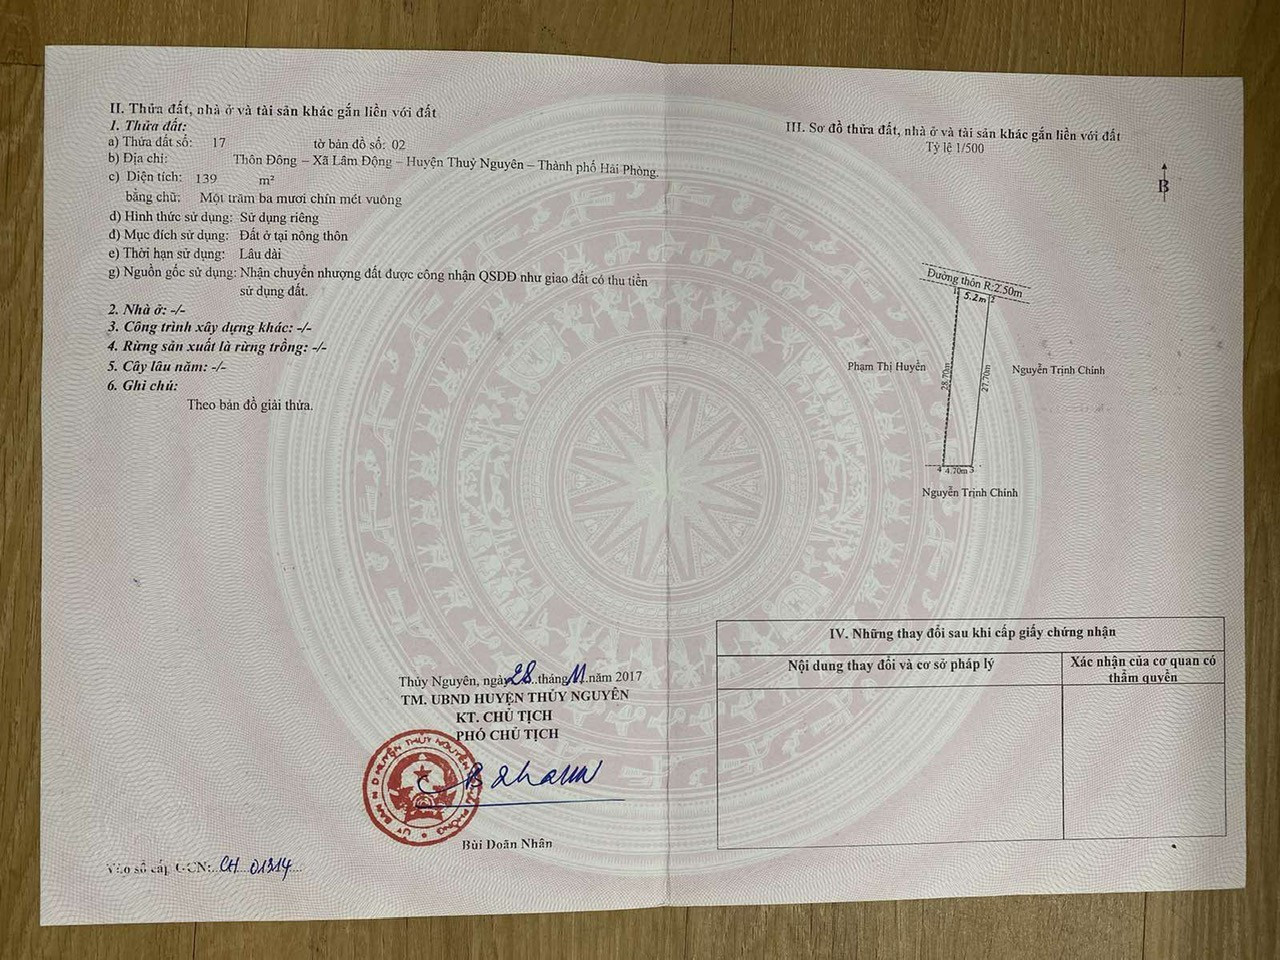 II. Thửa đất, nhà ở và tài sản khác gắn liền với đất
1. Thửa đất:
a) Thửa đất số: 17 tờ bản đồ số: 02
b) Địa chỉ: Thôn Đông – Xã Lâm Động – Huyện Thuỷ Nguyên – Thành phố Hải Phòng.
c) Diện tích: 139 m²
bằng chữ: Một trăm ba mươi chín mét vuông
d) Hình thức sử dụng: Sử dụng riêng
đ) Mục đích sử dụng: Đất ở tại nông thôn
e) Thời hạn sử dụng: Lâu dài
g) Nguồn gốc sử dụng: Nhận chuyển nhượng đất được công nhận QSDĐ như giao đất có thu tiền
sử dụng đất.
2. Nhà ở: -/-
3. Công trình xây dựng khác: -/-
4. Rừng sản xuất là rừng trồng: -/-
5. Cây lâu năm: -/-
6. Ghi chú:
Theo bản đồ giải thửa.
Thủy Nguyên, ngày 28 tháng 11 năm 2017
TM. UBND HUYỆN THỦY NGUYÊN
KT. CHỦ TỊCH
PHÓ CHỦ TỊCH
Bùi Doãn Nhân
Vào sổ cấp GCN: CH 01314
III. Sơ đồ thửa đất, nhà ở và tài sản khác gắn liền với đất
Tỷ lệ 1/500
B
Đường thôn R:2.50m
1 5.2m 2
Phạm Thị Huyền
28.70m
27.70m
Nguyễn Trịnh Chính
4 4.70m 3
Nguyễn Trịnh Chính
IV. Những thay đổi sau khi cấp giấy chứng nhận
Nội dung thay đổi và cơ sở pháp lý
Xác nhận của cơ quan có
thẩm quyền